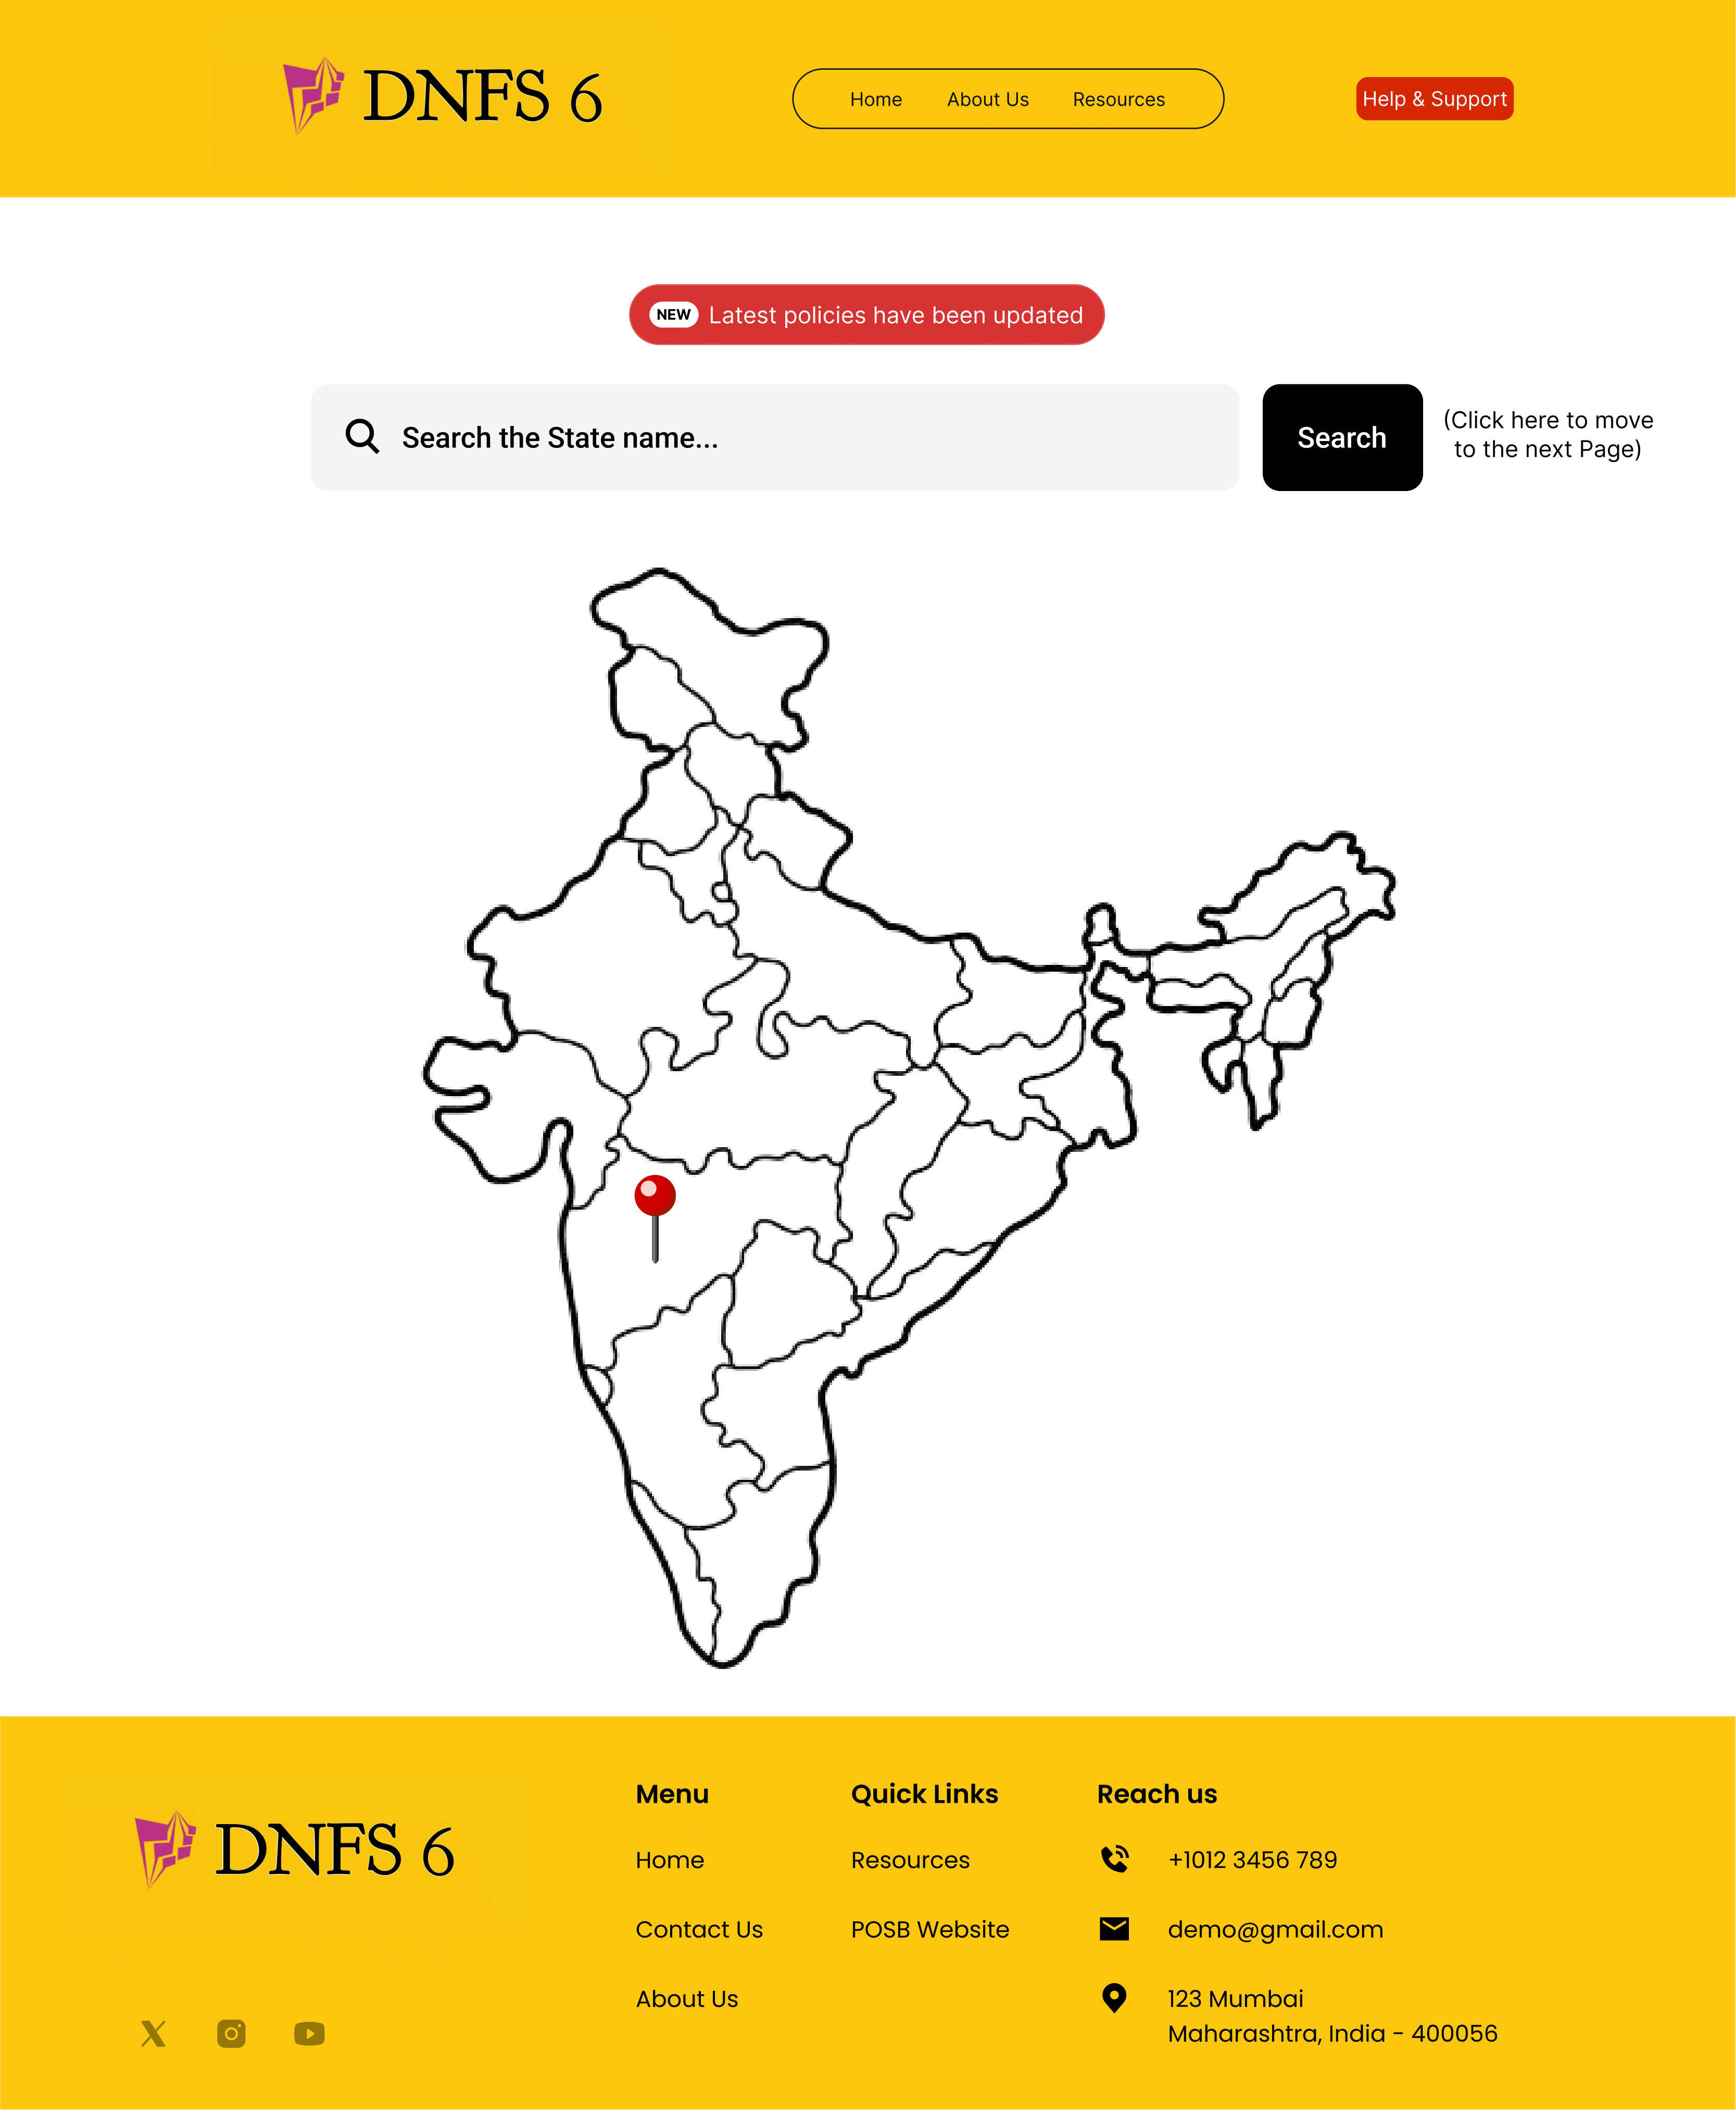 DNFS 6
Home
About Us
Resources
Help & Support
NEW Latest policies have been updated
Search the State name...
Search
(Click here to move
to the next Page)
DNFS 6
Menu
Home
Contact Us
About Us
Quick Links
Resources
POSB Website
Reach us
+1012 3456 789
demo@gmail.com
123 Mumbai
Maharashtra, India - 400056